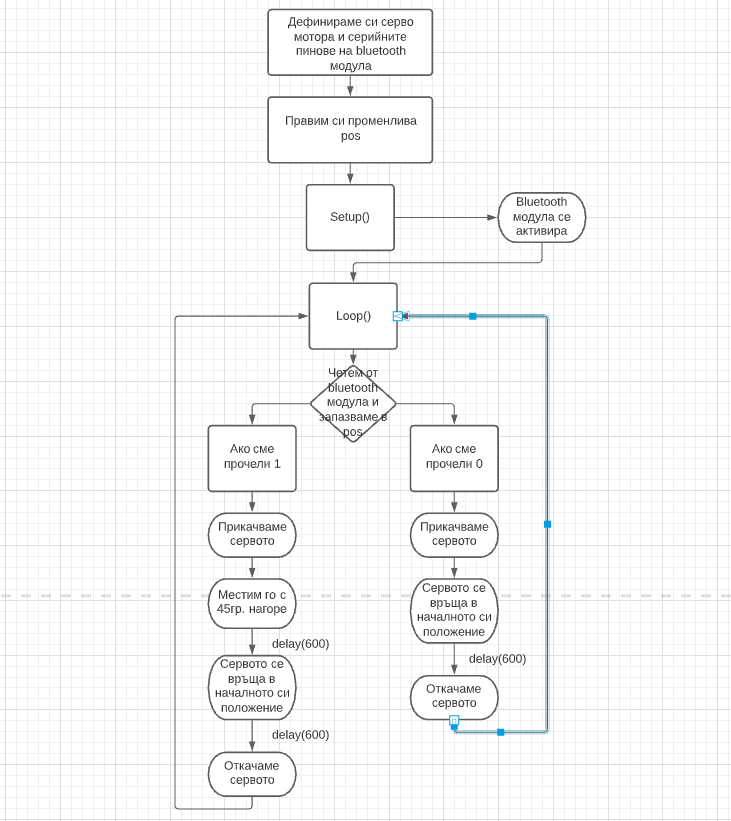 Дефинираме си серво
мотора и серийните
пинове на bluetooth
модула
Правим си променлива
pos
Setup()
Bluetooth
модула се
активира
Loop()
Четем от
bluetooth
модула и
запазваме в
pos
Ако сме
прочели 1
Ако сме
прочели 0
Прикачваме
сервото
Прикачваме
сервото
Местим го с
45гр. нагоре
Сервото се
връща в
началното си
положение
delay(600)
delay(600)
Сервото се
връща в
началното си
положение
Откачаме
сервото
delay(600)
Откачаме
сервото